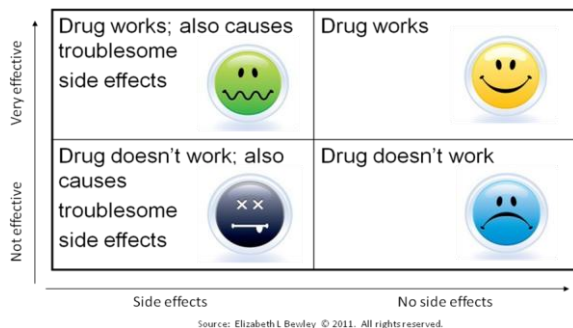 Very effective
Drug works; also causes
troublesome
side effects
Drug works
Not effective
Drug doesn't work; also
causes
troublesome
side effects
Drug doesn't work
Side effects
No side effects
Source: Elizabeth L Bewley © 2011. All rights reserved.